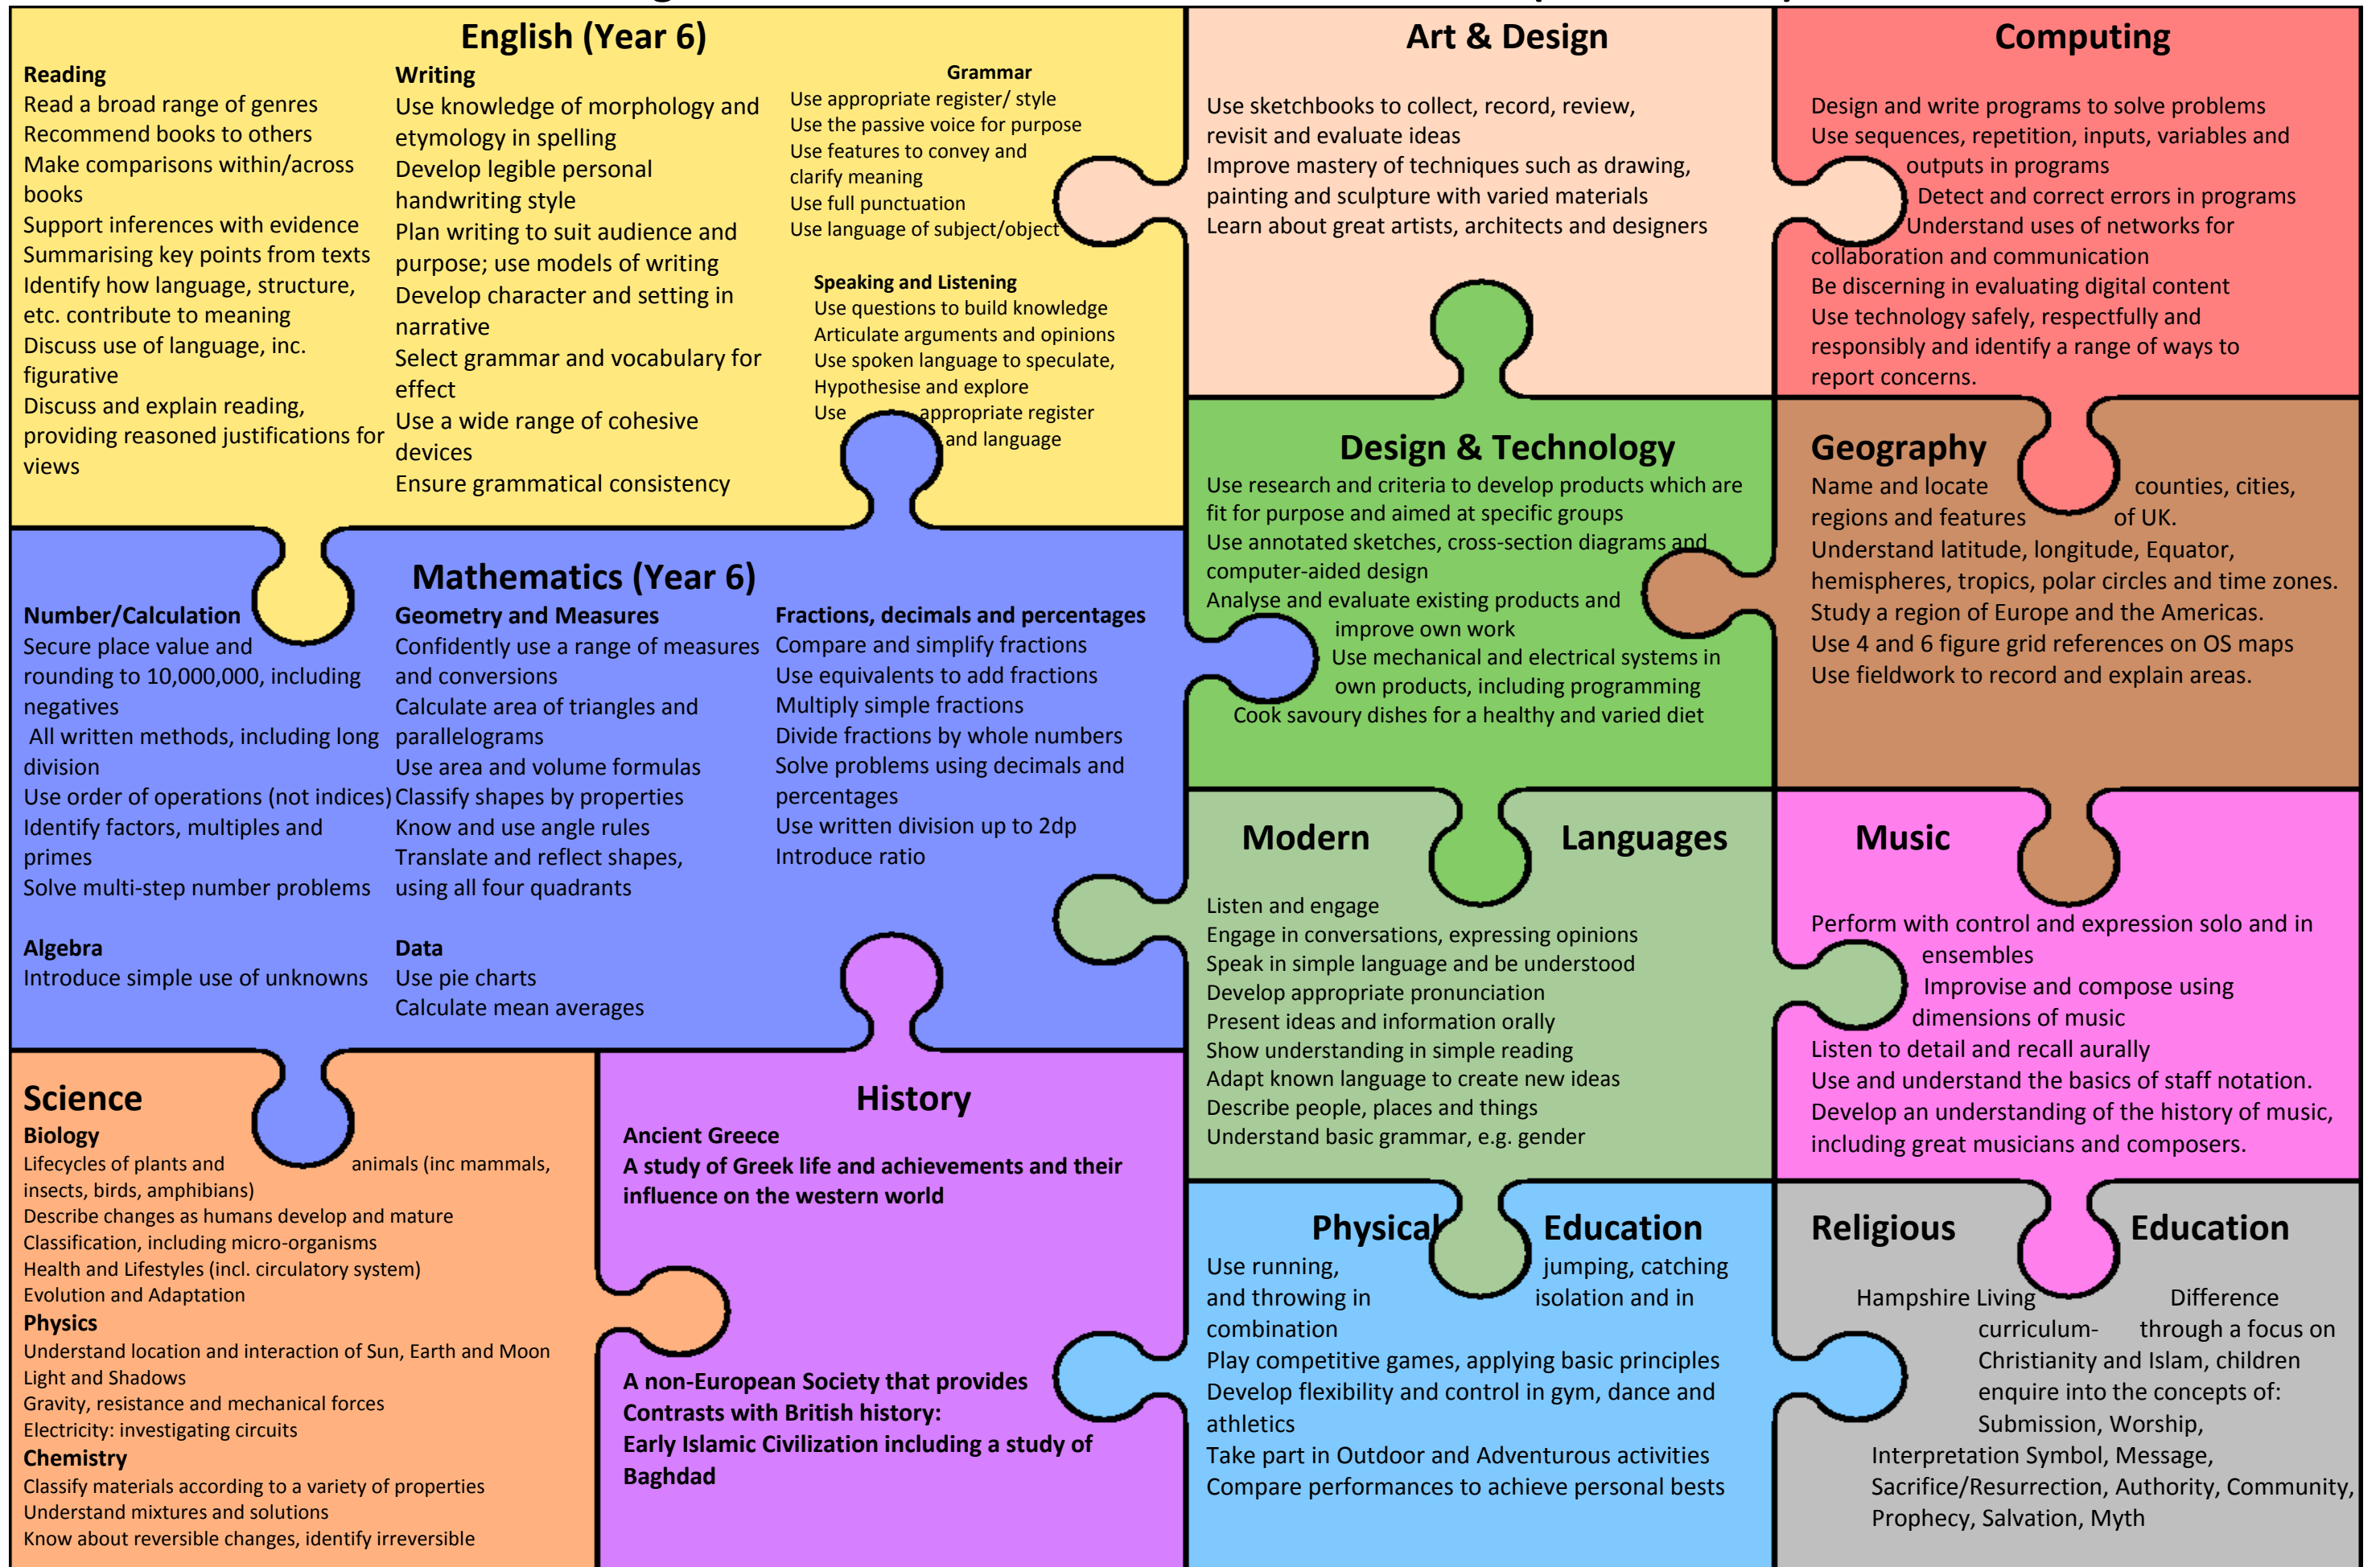 English (Year 6)
Reading
Read a broad range of genres
Recommend books to others
Make comparisons within/across
books
Support inferences with evidence
Summarising key points from texts
Identify how language, structure,
etc. contribute to meaning
Discuss use of language, inc.
figurative
Discuss and explain reading,
providing reasoned justifications for
views
Writing
Use knowledge of morphology and
etymology in spelling
Develop legible personal
handwriting style
Plan writing to suit audience and
purpose; use models of writing
Develop character and setting in
narrative
Select grammar and vocabulary for
effect
Use a wide range of cohesive
devices
Ensure grammatical consistency
Grammar
Use appropriate register/ style
Use the passive voice for purpose
Use features to convey and
clarify meaning
Use full punctuation
Use language of subject/object
Speaking and Listening
Use questions to build knowledge
Articulate arguments and opinions
Use spoken language to speculate,
Hypothesise and explore
Use appropriate register
and language
Art & Design
Use sketchbooks to collect, record, review,
revisit and evaluate ideas
Improve mastery of techniques such as drawing,
painting and sculpture with varied materials
Learn about great artists, architects and designers
Computing
Design and write programs to solve problems
Use sequences, repetition, inputs, variables and
outputs in programs
Detect and correct errors in programs
Understand uses of networks for
collaboration and communication
Be discerning in evaluating digital content
Use technology safely, respectfully and
responsibly and identify a range of ways to
report concerns.
Design & Technology
Use research and criteria to develop products which are
fit for purpose and aimed at specific groups
Use annotated sketches, cross-section diagrams and
computer-aided design
Analyse and evaluate existing products and
improve own work
Use mechanical and electrical systems in
own products, including programming
Cook savoury dishes for a healthy and varied diet
Geography
Name and locate counties, cities,
regions and features of UK.
Understand latitude, longitude, Equator,
hemispheres, tropics, polar circles and time zones.
Study a region of Europe and the Americas.
Use 4 and 6 figure grid references on OS maps
Use fieldwork to record and explain areas.
Mathematics (Year 6)
Number/Calculation
Secure place value and
rounding to 10,000,000, including
negatives
All written methods, including long
division
Use order of operations (not indices)
Identify factors, multiples and
primes
Solve multi-step number problems
Algebra
Introduce simple use of unknowns
Geometry and Measures
Confidently use a range of measures
and conversions
Calculate area of triangles and
parallelograms
Use area and volume formulas
Classify shapes by properties
Know and use angle rules
Translate and reflect shapes,
using all four quadrants
Data
Use pie charts
Calculate mean averages
Fractions, decimals and percentages
Compare and simplify fractions
Use equivalents to add fractions
Multiply simple fractions
Divide fractions by whole numbers
Solve problems using decimals and
percentages
Use written division up to 2dp
Introduce ratio
Modern Languages
Listen and engage
Engage in conversations, expressing opinions
Speak in simple language and be understood
Develop appropriate pronunciation
Present ideas and information orally
Show understanding in simple reading
Adapt known language to create new ideas
Describe people, places and things
Understand basic grammar, e.g. gender
Music
Perform with control and expression solo and in
ensembles
Improvise and compose using
dimensions of music
Listen to detail and recall aurally
Use and understand the basics of staff notation.
Develop an understanding of the history of music,
including great musicians and composers.
Science
Biology
Lifecycles of plants and animals (inc mammals,
insects, birds, amphibians)
Describe changes as humans develop and mature
Classification, including micro-organisms
Health and Lifestyles (incl. circulatory system)
Evolution and Adaptation
Physics
Understand location and interaction of Sun, Earth and Moon
Light and Shadows
Gravity, resistance and mechanical forces
Electricity: investigating circuits
Chemistry
Classify materials according to a variety of properties
Understand mixtures and solutions
Know about reversible changes, identify irreversible
History
Ancient Greece
A study of Greek life and achievements and their
influence on the western world
A non-European Society that provides
Contrasts with British history:
Early Islamic Civilization including a study of
Baghdad
Physical Education
Use running, jumping, catching
and throwing in isolation and in
combination
Play competitive games, applying basic principles
Develop flexibility and control in gym, dance and
athletics
Take part in Outdoor and Adventurous activities
Compare performances to achieve personal bests
Religious Education
Hampshire Living Difference
curriculum- through a focus on
Christianity and Islam, children
enquire into the concepts of:
Submission, Worship,
Interpretation Symbol, Message,
Sacrifice/Resurrection, Authority, Community,
Prophecy, Salvation, Myth